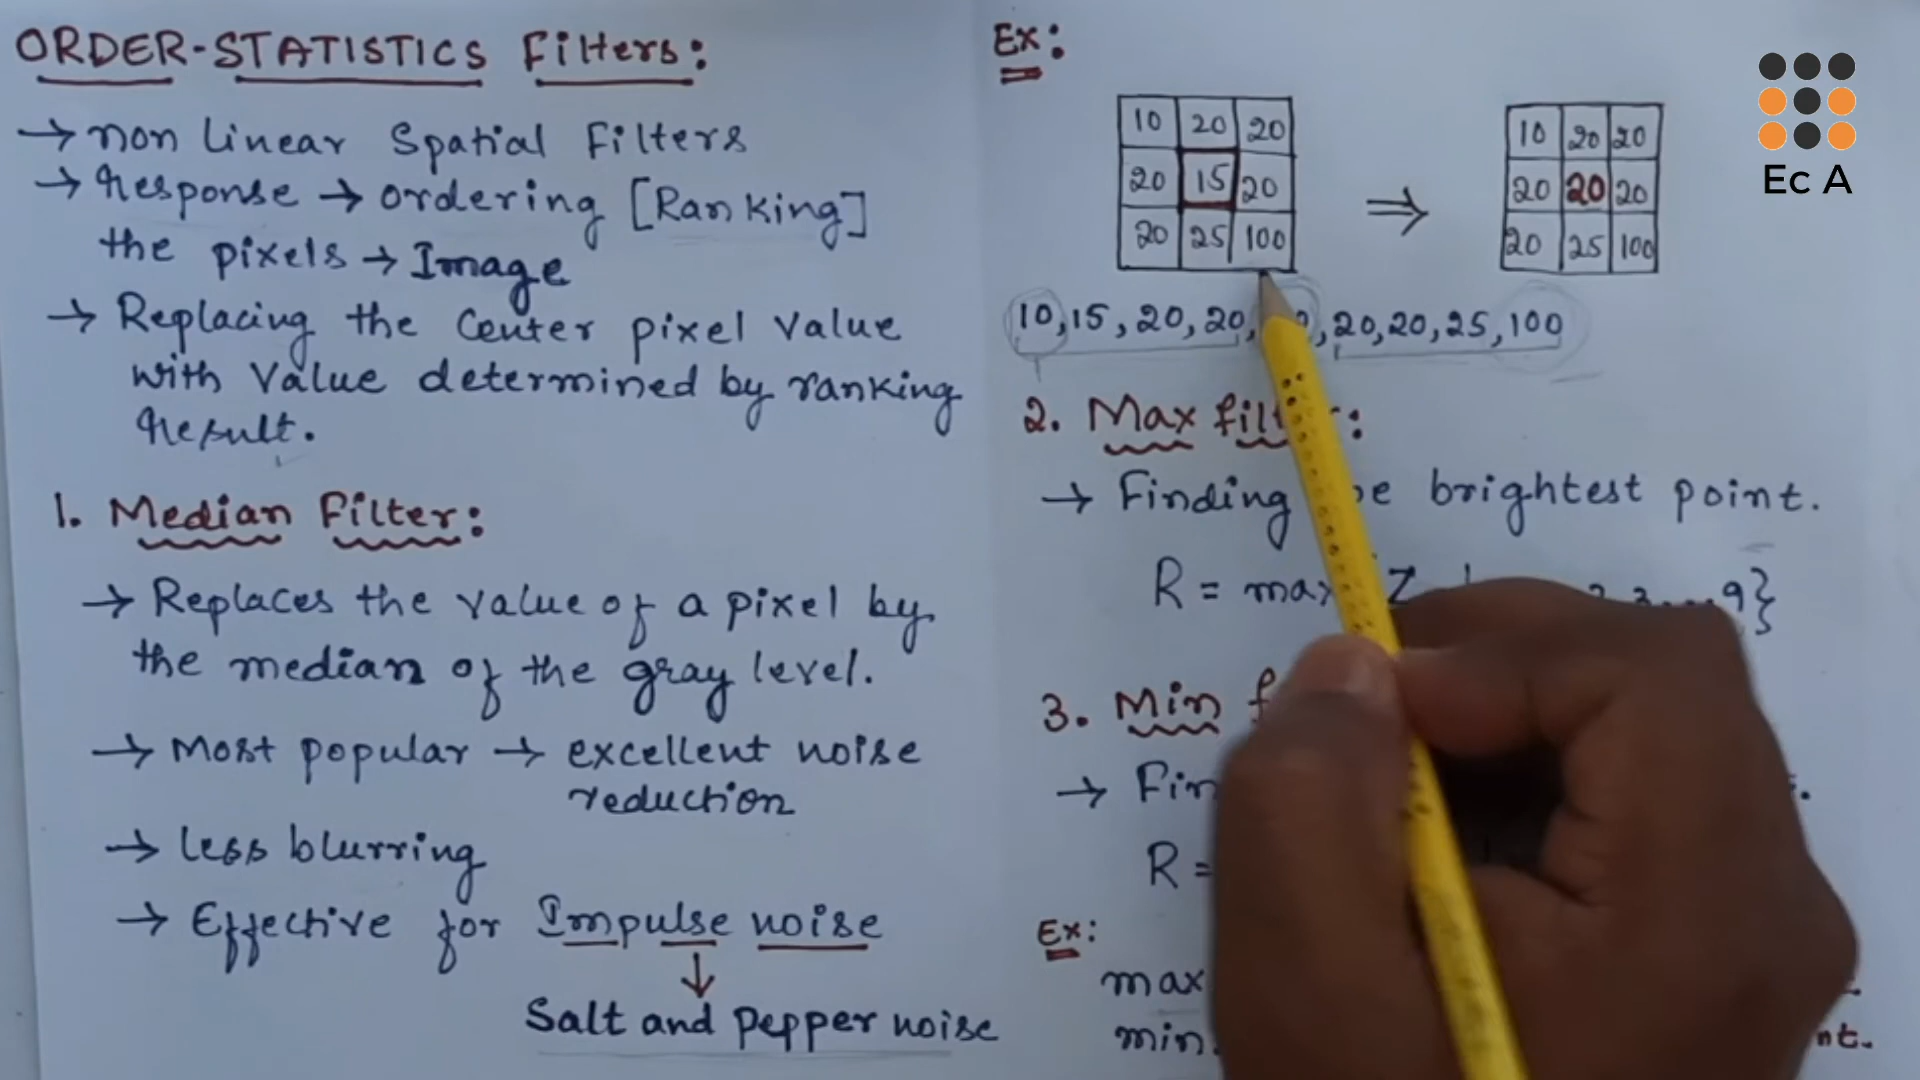 ORDER-STATISTICS Filters:
→ non Linear Spatial Filters
→ Response → ordering [Ranking]
the pixels → Image
→ Replacing the Center pixel Value
with Value determined by ranking
Result.
1. Median Filter:
→ Replaces the value of a pixel by
the median of the gray level.
→ Most popular → excellent noise
reduction
→ less blurring
→ Effective for Impulse noise
↓
Salt and pepper noise
Ex:
10 20 20
20 15 20
20 25 100
⇒
10 20 20
20 20 20
20 25 100
10, 15, 20, 20, 20, 20, 25, 100
2. Max
→ Finding brightest point.
R = max 9}
3. Min
→
R =
Ex:
max
min.
Ec A